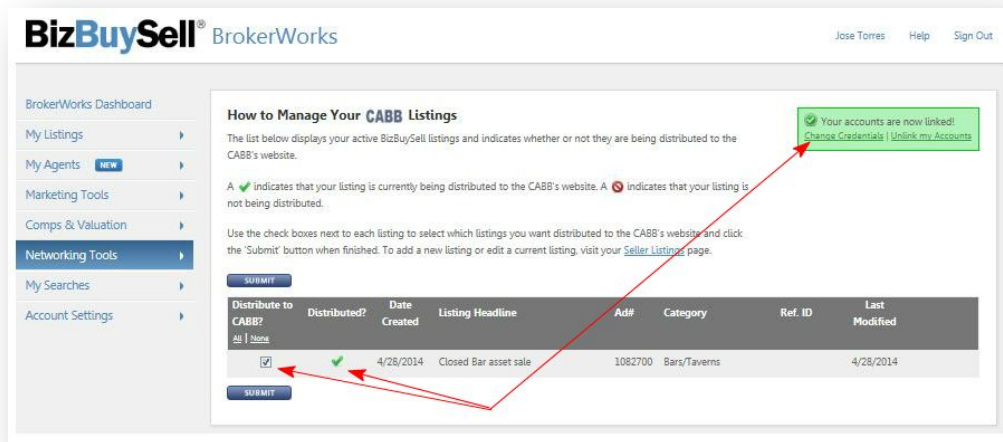 BizBuySell® BrokerWorks
Jose Torres Help Sign Out
BrokerWorks Dashboard
My Listings
My Agents NEW
Marketing Tools
Comps & Valuation
Networking Tools
My Searches
Account Settings
How to Manage Your CABB Listings
The list below displays your active BizBuySell listings and indicates whether or not they are being distributed to the
CABB's website.
A indicates that your listing is currently being distributed to the CABB's website. A indicates that your listing is
not being distributed.
Use the check boxes next to each listing to select which listings you want distributed to the CABB's website and click
the 'Submit' button when finished. To add a new listing or edit a current listing, visit your Seller Listings page.
Your accounts are now linked!
Change Credentials | Unlink my Accounts
SUBMIT
Distribute to CABB? All | None Distributed? Date Created Listing Headline Ad# Category Ref. ID Last Modified
4/28/2014 Closed Bar asset sale 1082700 Bars/Taverns 4/28/2014
SUBMIT